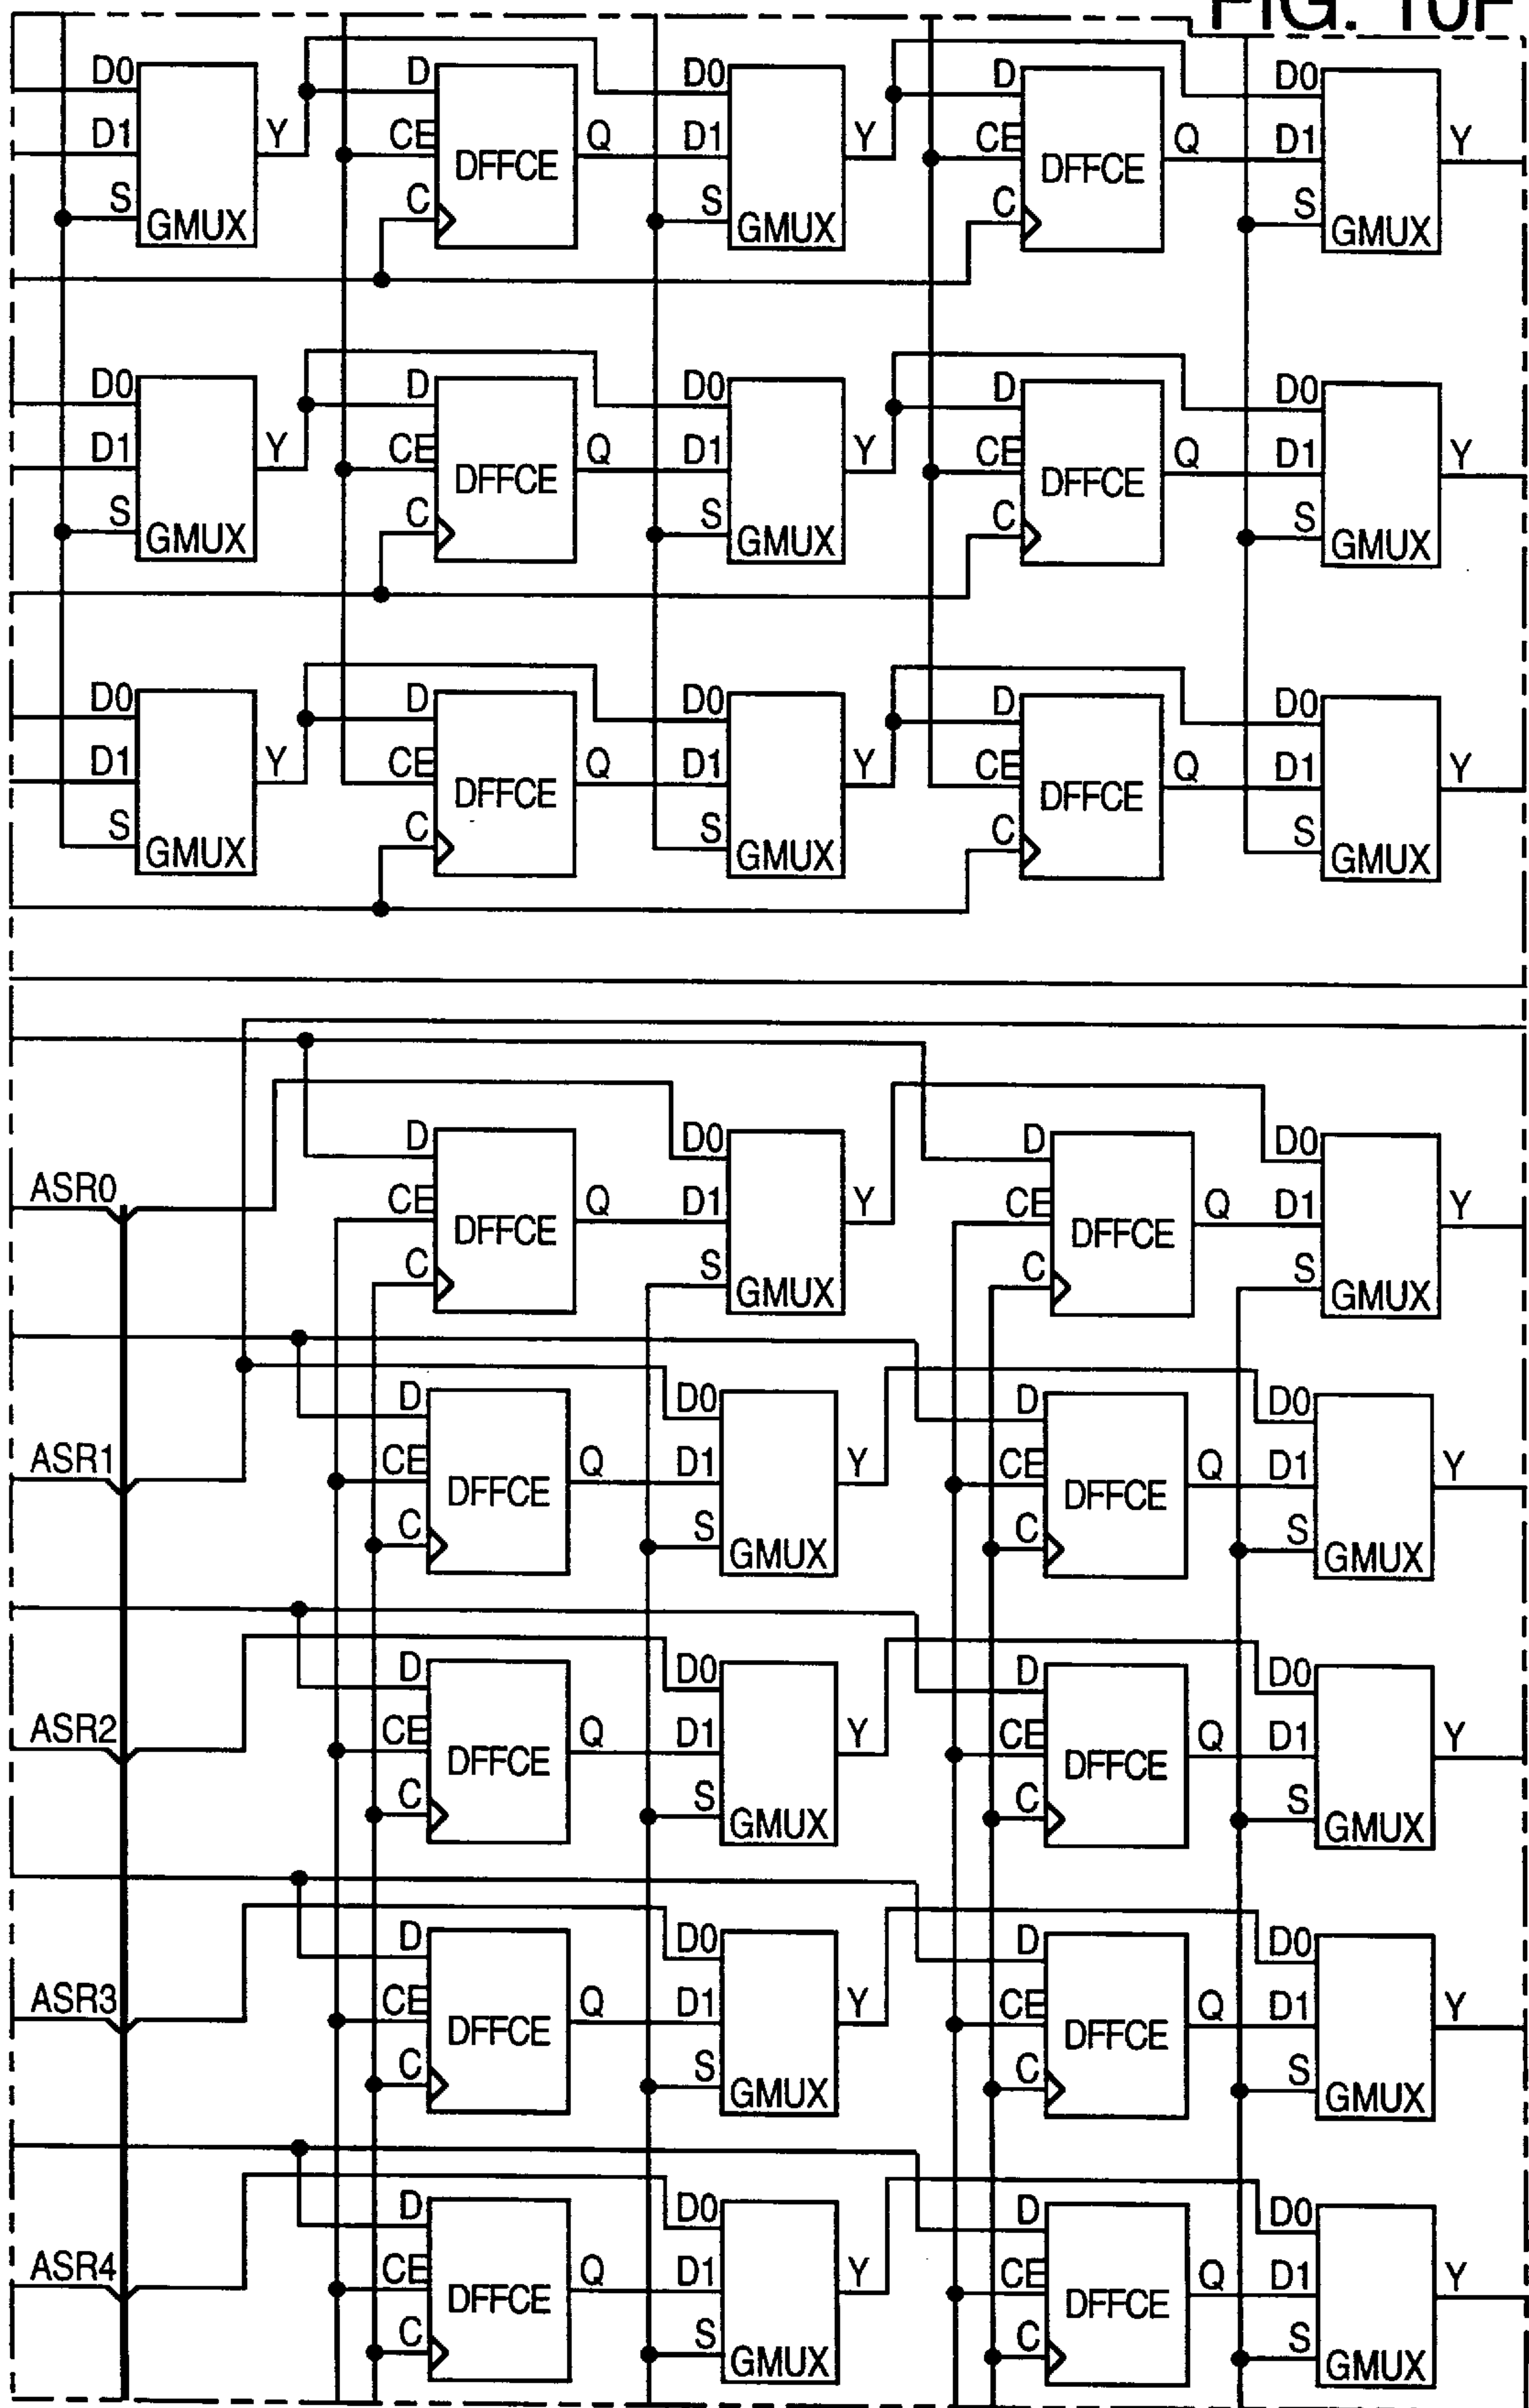 FIG. 10F
D0 D D0 D D0
D1 Y CE Q D1 Y CE Q D1 Y
DFFCE DFFCE
S C S C S
GMUX GMUX GMUX
D0 D D0 D D0
D1 Y CE Q D1 Y CE Q D1 Y
DFFCE DFFCE
S C S C S
GMUX GMUX GMUX
D0 D D0 D D0
D1 Y CE Q D1 Y CE Q D1 Y
DFFCE DFFCE
S C S C S
GMUX GMUX GMUX
D D0 D D0
ASR0 CE Q D1 Y CE Q D1 Y
DFFCE DFFCE
C S C S
GMUX GMUX
D D0 D D0
ASR1 CE Q D1 Y CE Q D1 Y
DFFCE DFFCE
C S C S
GMUX GMUX
D D0 D D0
ASR2 CE Q D1 Y CE Q D1 Y
DFFCE DFFCE
C S C S
GMUX GMUX
D D0 D D0
ASR3 CE Q D1 Y CE Q D1 Y
DFFCE DFFCE
C S C S
GMUX GMUX
D D0 D D0
ASR4 CE Q D1 Y CE Q D1 Y
DFFCE DFFCE
C S C S
GMUX GMUX